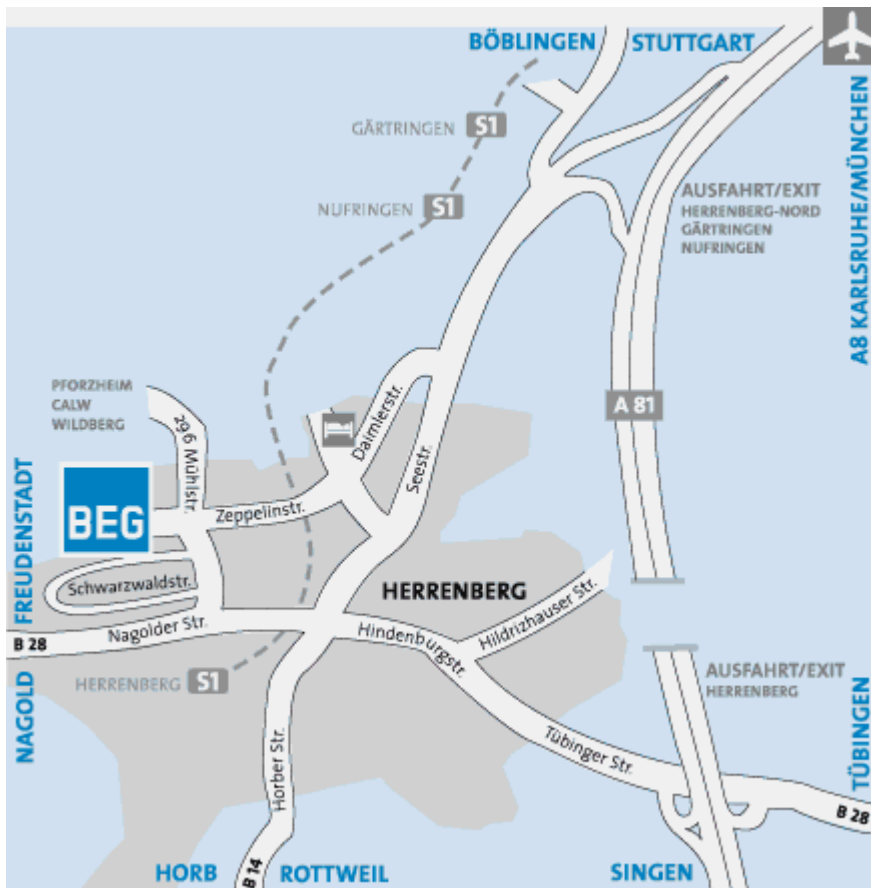 BÖBLINGEN
STUTTGART
GÄRTRINGEN S1
NUFRINGEN S1
AUSFAHRT/EXIT
HERRENBERG-NORD
GÄRTRINGEN
NUFRINGEN
A8 KARLSRUHE/MÜNCHEN
PFORZHEIM
CALW
WILDBERG
A 81
296 Mühlstr.
Daimlerstr.
Seestr.
FREUDENSTADT
BEG
Zeppelinstr.
Schwarzwaldstr.
HERRENBERG
Hildrizhauser Str.
Nagolder Str.
Hindenburgstr.
B 28
HERRENBERG S1
AUSFAHRT/EXIT
HERRENBERG
NAGOLD
TÜBINGEN
Horber Str.
Tübinger Str.
B 28
HORB
B 14
ROTTWEIL
SINGEN